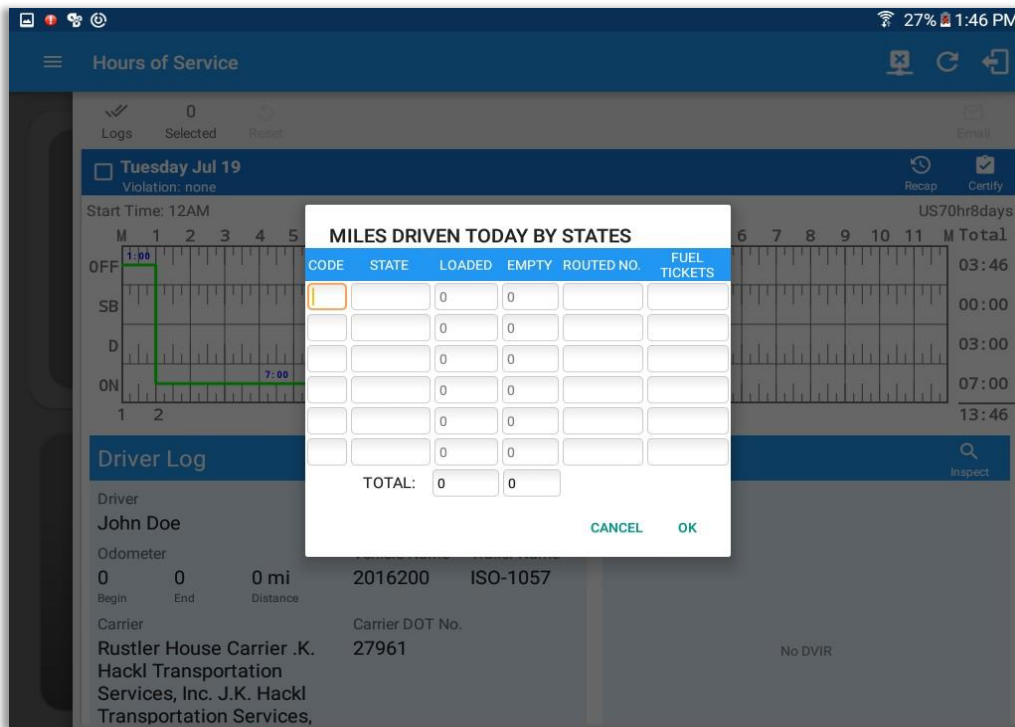 27% 1:46 PM
Hours of Service
0
Logs Selected Reset
Email
Tuesday Jul 19
Violation: none
Recap Certify
Start Time: 12AM
US70hr8days
M 1 2 3 4 5
6 7 8 9 10 11 M Total
OFF 1:00
03:46
SB
00:00
D
03:00
ON 7:00
07:00
1 2
13:46
MILES DRIVEN TODAY BY STATES
CODE STATE LOADED EMPTY ROUTED NO. FUEL TICKETS
0 0
0 0
0 0
0 0
0 0
0 0
TOTAL: 0 0
CANCEL OK
Driver Log
Inspect
Driver
John Doe
Odometer
0 0 0 mi
Begin End Distance
2016200 ISO-1057
Carrier
Carrier DOT No.
Rustler House Carrier .K.
Hackl Transportation
Services, Inc. J.K. Hackl
Transportation Services,
27961
No DVIR